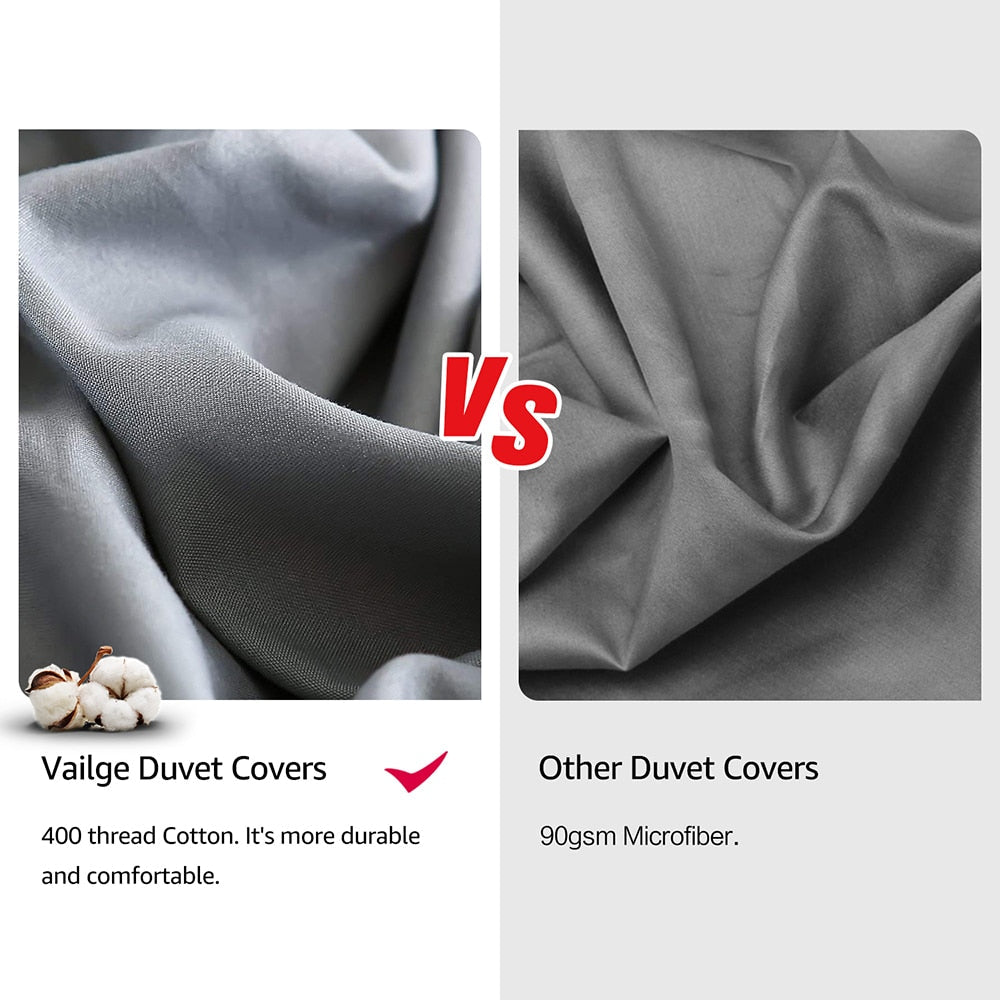 VS
Vailge Duvet Covers
400 thread Cotton. It's more durable
and comfortable.
Other Duvet Covers
90gsm Microfiber.